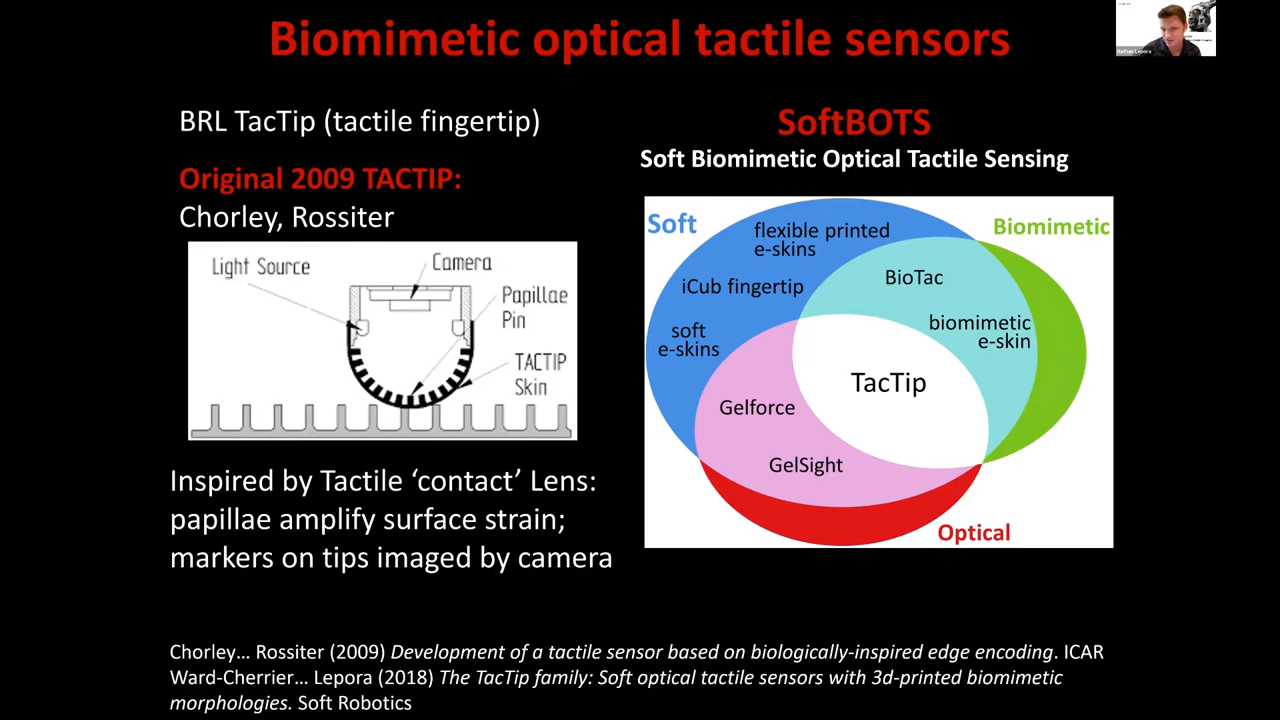 Biomimetic optical tactile sensors
Nathan Lepora
BRL TacTip (tactile fingertip)
Original 2009 TACTIP:
Chorley, Rossiter
Light Source
Camera
Papillae
Pin
TACTIP
Skin
Inspired by Tactile ‘contact’ Lens:
papillae amplify surface strain;
markers on tips imaged by camera
SoftBOTS
Soft Biomimetic Optical Tactile Sensing
Soft
flexible printed
e-skins
Biomimetic
BioTac
iCub fingertip
biomimetic
e-skin
soft
e-skins
TacTip
Gelforce
GelSight
Optical
Chorley... Rossiter (2009) Development of a tactile sensor based on biologically-inspired edge encoding. ICAR
Ward-Cherrier... Lepora (2018) The TacTip family: Soft optical tactile sensors with 3d-printed biomimetic
morphologies. Soft Robotics